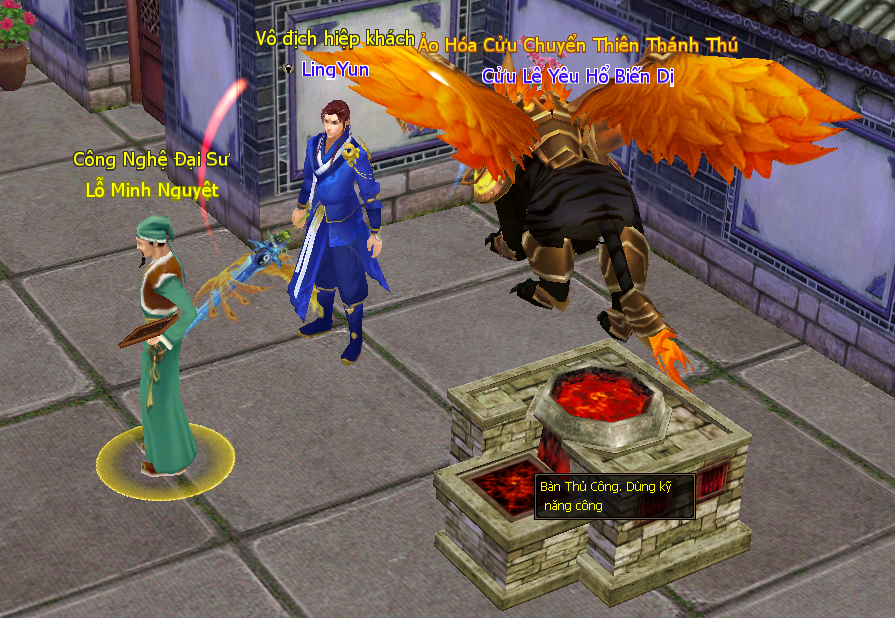 Vô địch hiệp khách
Ảo Hóa Cửu Chuyển Thiên Thánh Thú
LingYun
Cửu Lê Yêu Hổ Biến Dị
Công Nghệ Đại Sư
Lỗ Minh Nguyệt
Bàn Thủ Công. Dùng kỹ
năng công